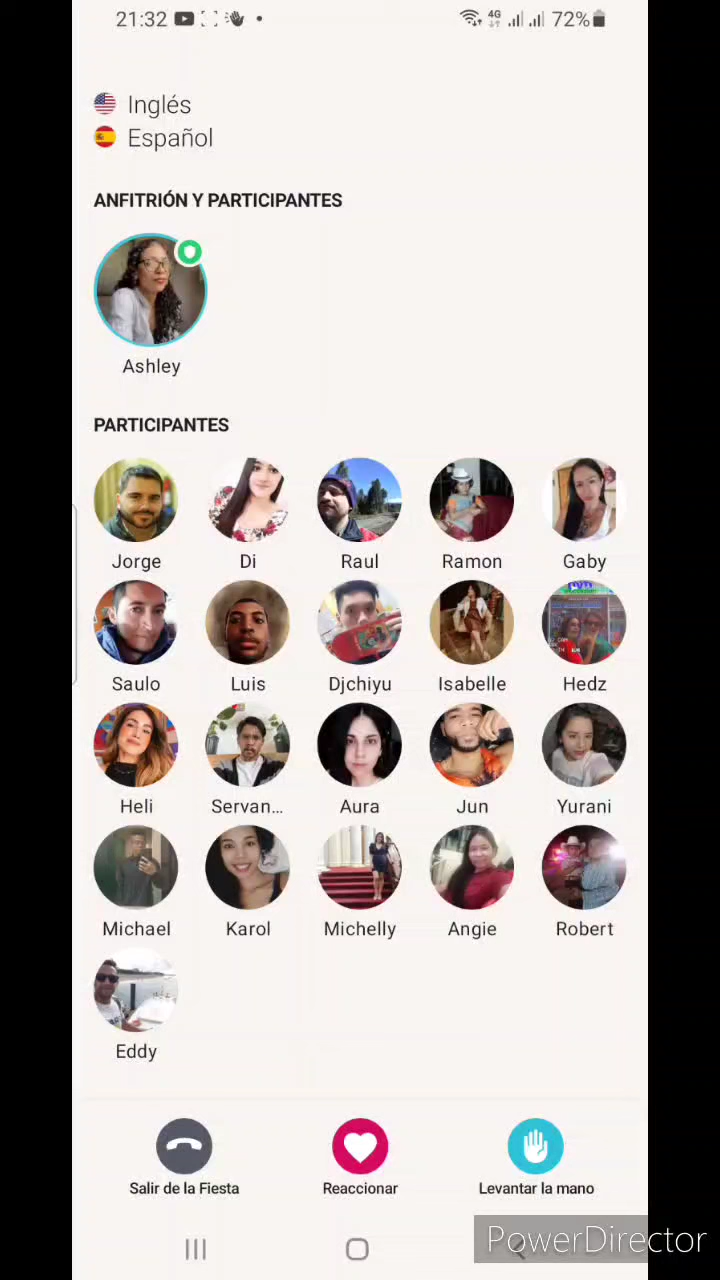 21:32 4G 72%
Inglés
Español
ANFITRIÓN Y PARTICIPANTES
Ashley
PARTICIPANTES
Jorge Di Raul Ramon Gaby
Saulo Luis Djchiyu Isabelle Hedz
Heli Servan... Aura Jun Yurani
Michael Karol Michelly Angie Robert
Eddy
Salir de la Fiesta Reaccionar Levantar la mano
PowerDirector